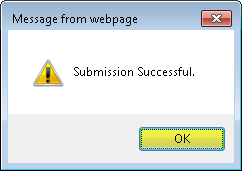 Message from webpage
Submission Successful.
OK